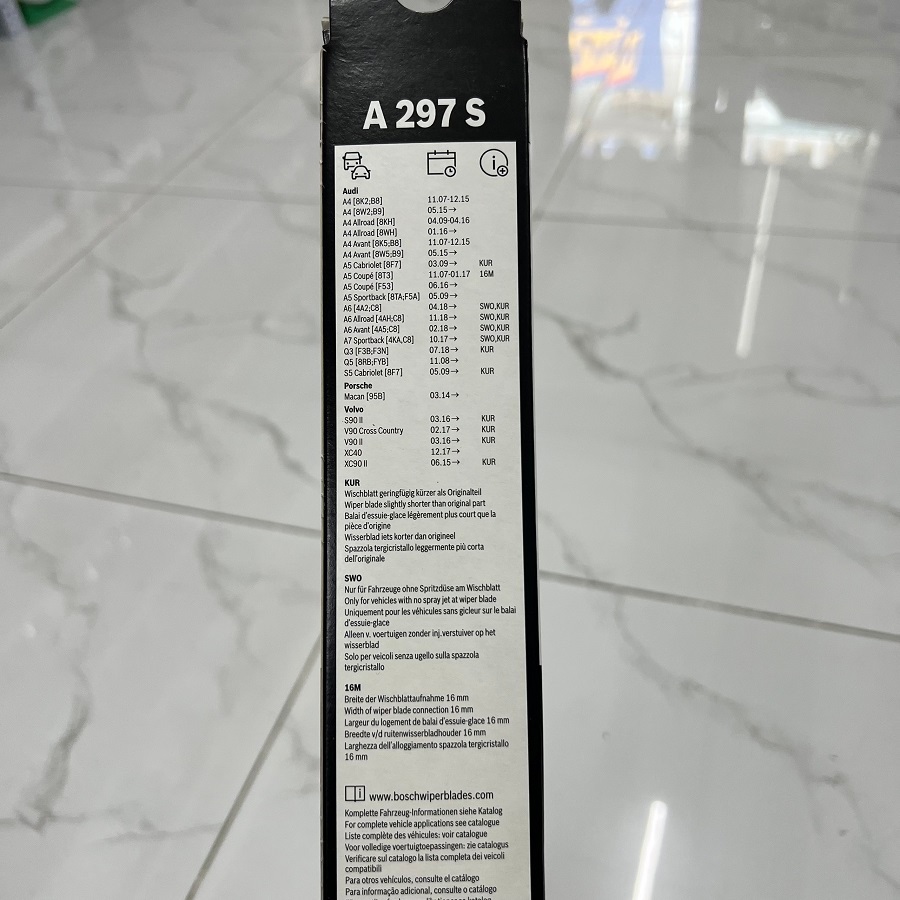 A 297 S
Audi
A4 [8K2;B8] 11.07-12.15
A4 [8W2;B9] 05.15→
A4 Allroad [8KH] 04.09-04.16
A4 Allroad [8WH] 01.16→
A4 Avant [8K5;B8] 11.07-12.15
A4 Avant [8W5;B9] 05.15→
A5 Cabriolet [8F7] 03.09→ KUR
A5 Coupé [8T3] 11.07-01.17 16M
A5 Coupé [F53] 06.16→
A5 Sportback [8TA;F5A] 05.09→
A6 [4A2;C8] 04.18→ SWO,KUR
A6 Allroad [4AH;C8] 11.18→ SWO,KUR
A6 Avant [4A5;C8] 02.18→ SWO,KUR
A7 Sportback [4KA,C8] 10.17→ SWO,KUR
Q3 [F3B;F3N] 07.18→ KUR
Q5 [8RB;FYB] 11.08→
S5 Cabriolet [8F7] 05.09→ KUR
Porsche
Macan [95B] 03.14→
Volvo
S90 II 03.16→ KUR
V90 Cross Country 02.17→ KUR
V90 II 03.16→ KUR
XC40 12.17→
XC90 II 06.15→ KUR
KUR
Wischblatt geringfügig kürzer als Originalteil
Wiper blade slightly shorter than original part
Balai d'essuie-glace légèrement plus court que la
pièce d'origine
Wisserblad iets korter dan origineel
Spazzola tergicristallo leggermente più corta
dell'originale
SWO
Nur für Fahrzeuge ohne Spritzdüse am Wischblatt
Only for vehicles with no spray jet at wiper blade
Uniquement pour les véhicules sans gicleur sur le balai
d'essuie-glace
Alleen v. voertuigen zonder inj.verstuiver op het
wisserblad
Solo per veicoli senza ugello sulla spazzola
tergicristallo
16M
Breite der Wischblattaufnahme 16 mm
Width of wiper blade connection 16 mm
Largeur du logement de balai d'essuie-glace 16 mm
Breedte v/d ruitenwisserbladhouder 16 mm
Larghezza dell'alloggiamento spazzola tergicristallo
16 mm
www.boschwiperblades.com
Komplette Fahrzeug-Informationen siehe Katalog
For complete vehicle applications see catalogue
Liste complète des véhicules: voir catalogue
Voor volledige voertuigtoepassingen: zie catalogus
Verificare sul catalogo la lista completa dei veicoli
compatibili
Para otros vehículos, consulte el catálogo
Para informação adicional, consulte o catálogo